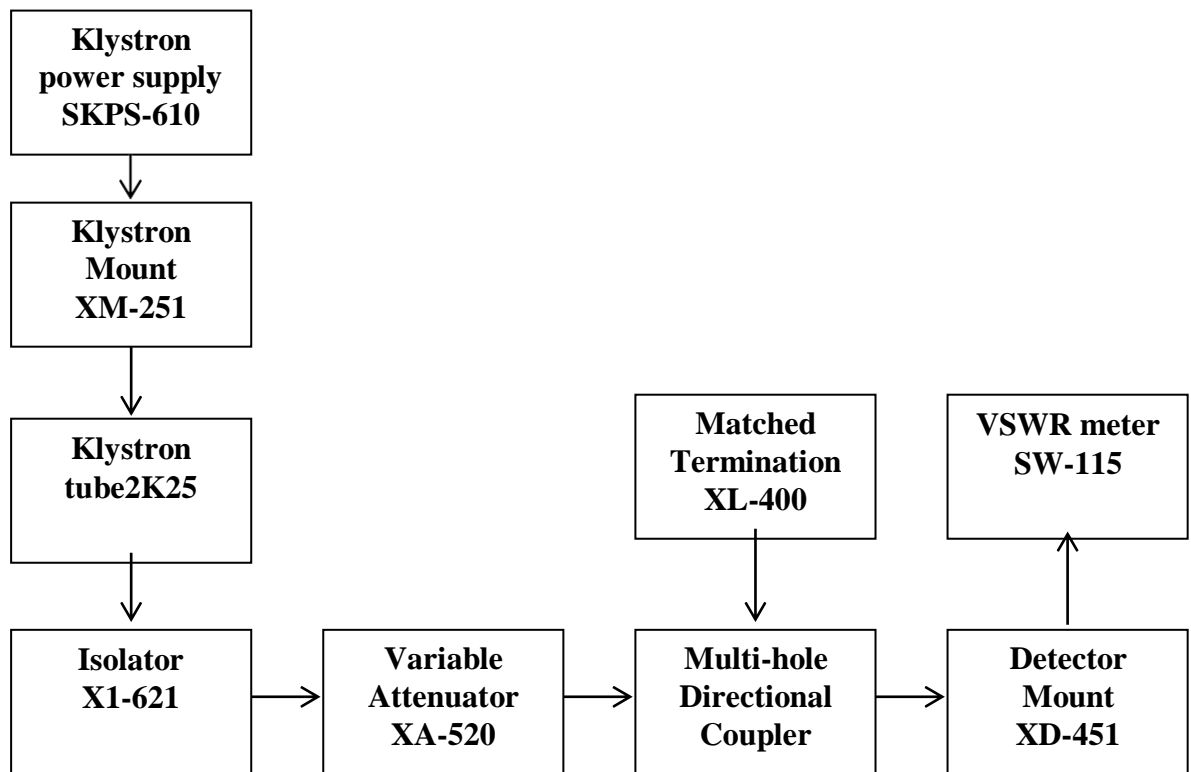 Klystron
power supply
SKPS-610
Klystron
Mount
XM-251
Klystron
tube2K25
Matched
Termination
XL-400
VSWR meter
SW-115
Isolator
X1-621
Variable
Attenuator
XA-520
Multi-hole
Directional
Coupler
Detector
Mount
XD-451